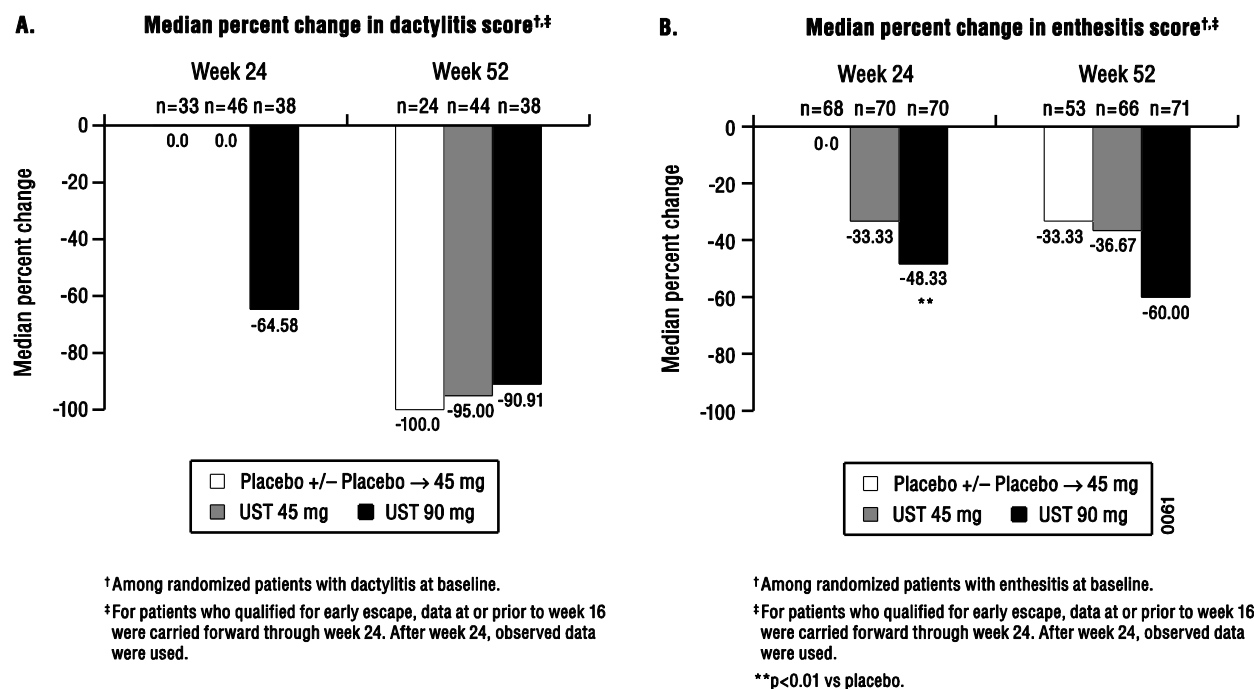 A. Median percent change in dactylitis score†,‡
Week 24 Week 52
n=33 n=46 n=38 n=24 n=44 n=38
0
-20
-40
-60
-80
-100
Median percent change
0.0 0.0
-64.58
-100.0 -95.00 -90.91
Placebo +/– Placebo → 45 mg
UST 45 mg UST 90 mg
†Among randomized patients with dactylitis at baseline.
‡For patients who qualified for early escape, data at or prior to week 16
were carried forward through week 24. After week 24, observed data
were used.
B. Median percent change in enthesitis score†,‡
Week 24 Week 52
n=68 n=70 n=70 n=53 n=66 n=71
0
-20
-40
-60
-80
-100
Median percent change
0·0
-33.33
-48.33
**
-33.33 -36.67
-60.00
Placebo +/– Placebo → 45 mg
UST 45 mg UST 90 mg
0061
†Among randomized patients with enthesitis at baseline.
‡For patients who qualified for early escape, data at or prior to week 16
were carried forward through week 24. After week 24, observed data
were used.
**p<0.01 vs placebo.